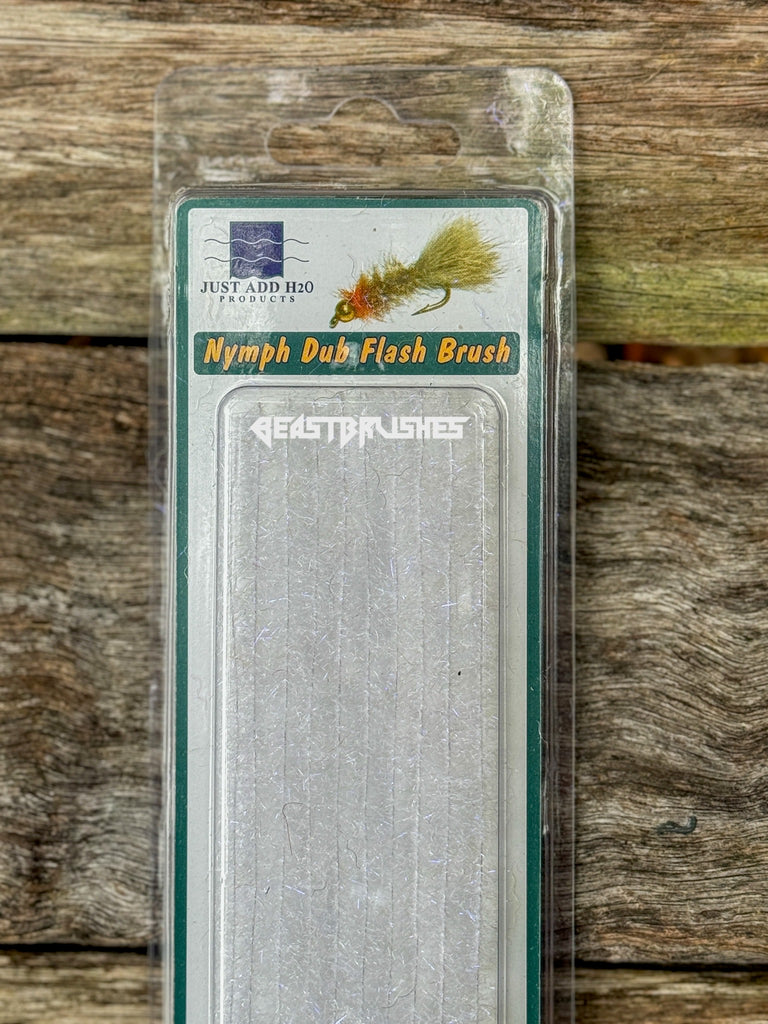 JUST ADD H2O
PRODUCTS
Nymph Dub Flash Brush
BEASTBRUSHES